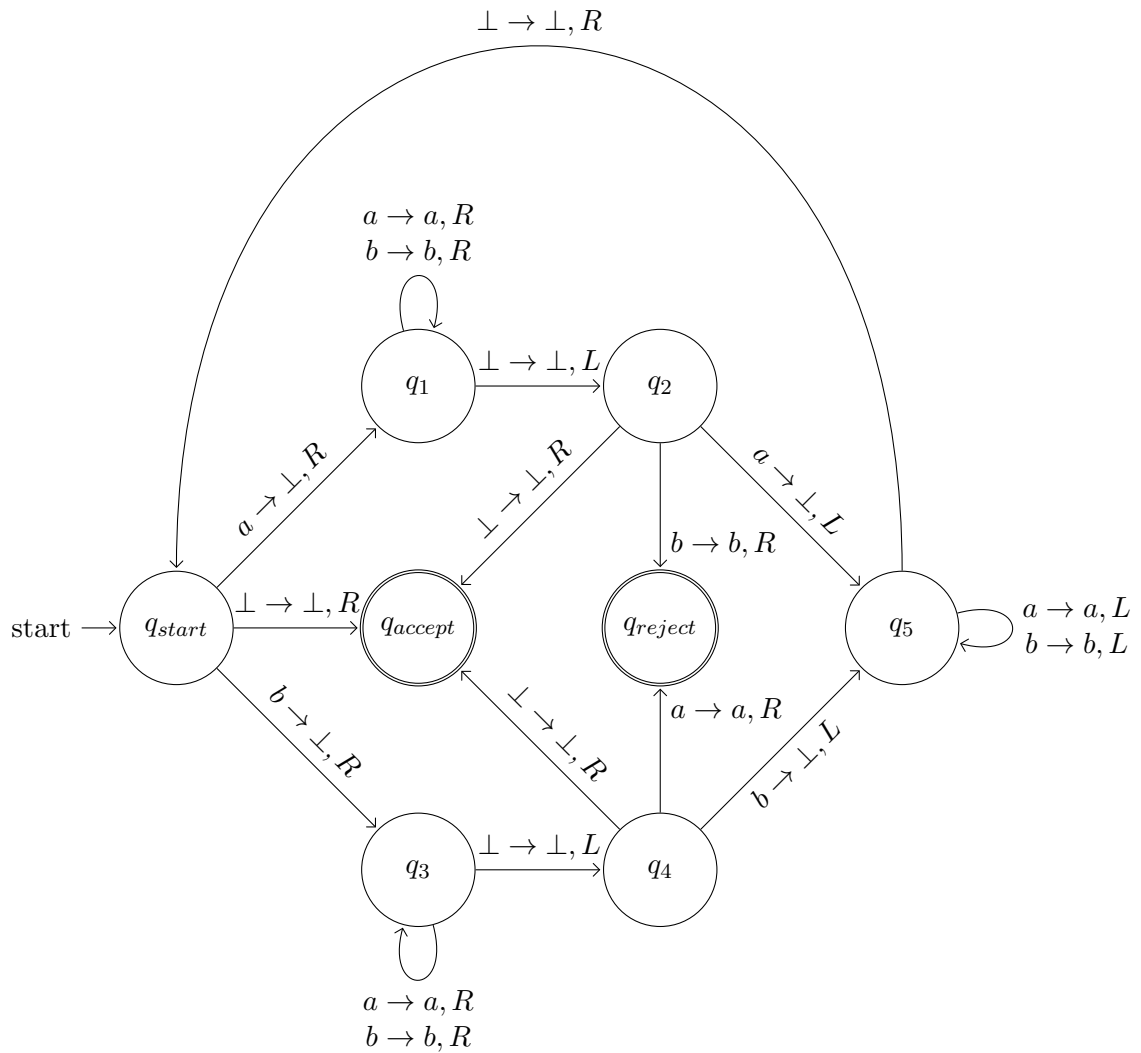 ⊥ → ⊥, R
a → a, R
b → b, R
q1
⊥ → ⊥, L
q2
a → ⊥, R
⊥ → ⊥, R
a → ⊥, L
b → b, R
start
qstart
⊥ → ⊥, R
qaccept
qreject
q5
a → a, L
b → b, L
b → ⊥, R
⊥ → ⊥, R
a → a, R
b → ⊥, L
q3
⊥ → ⊥, L
q4
a → a, R
b → b, R